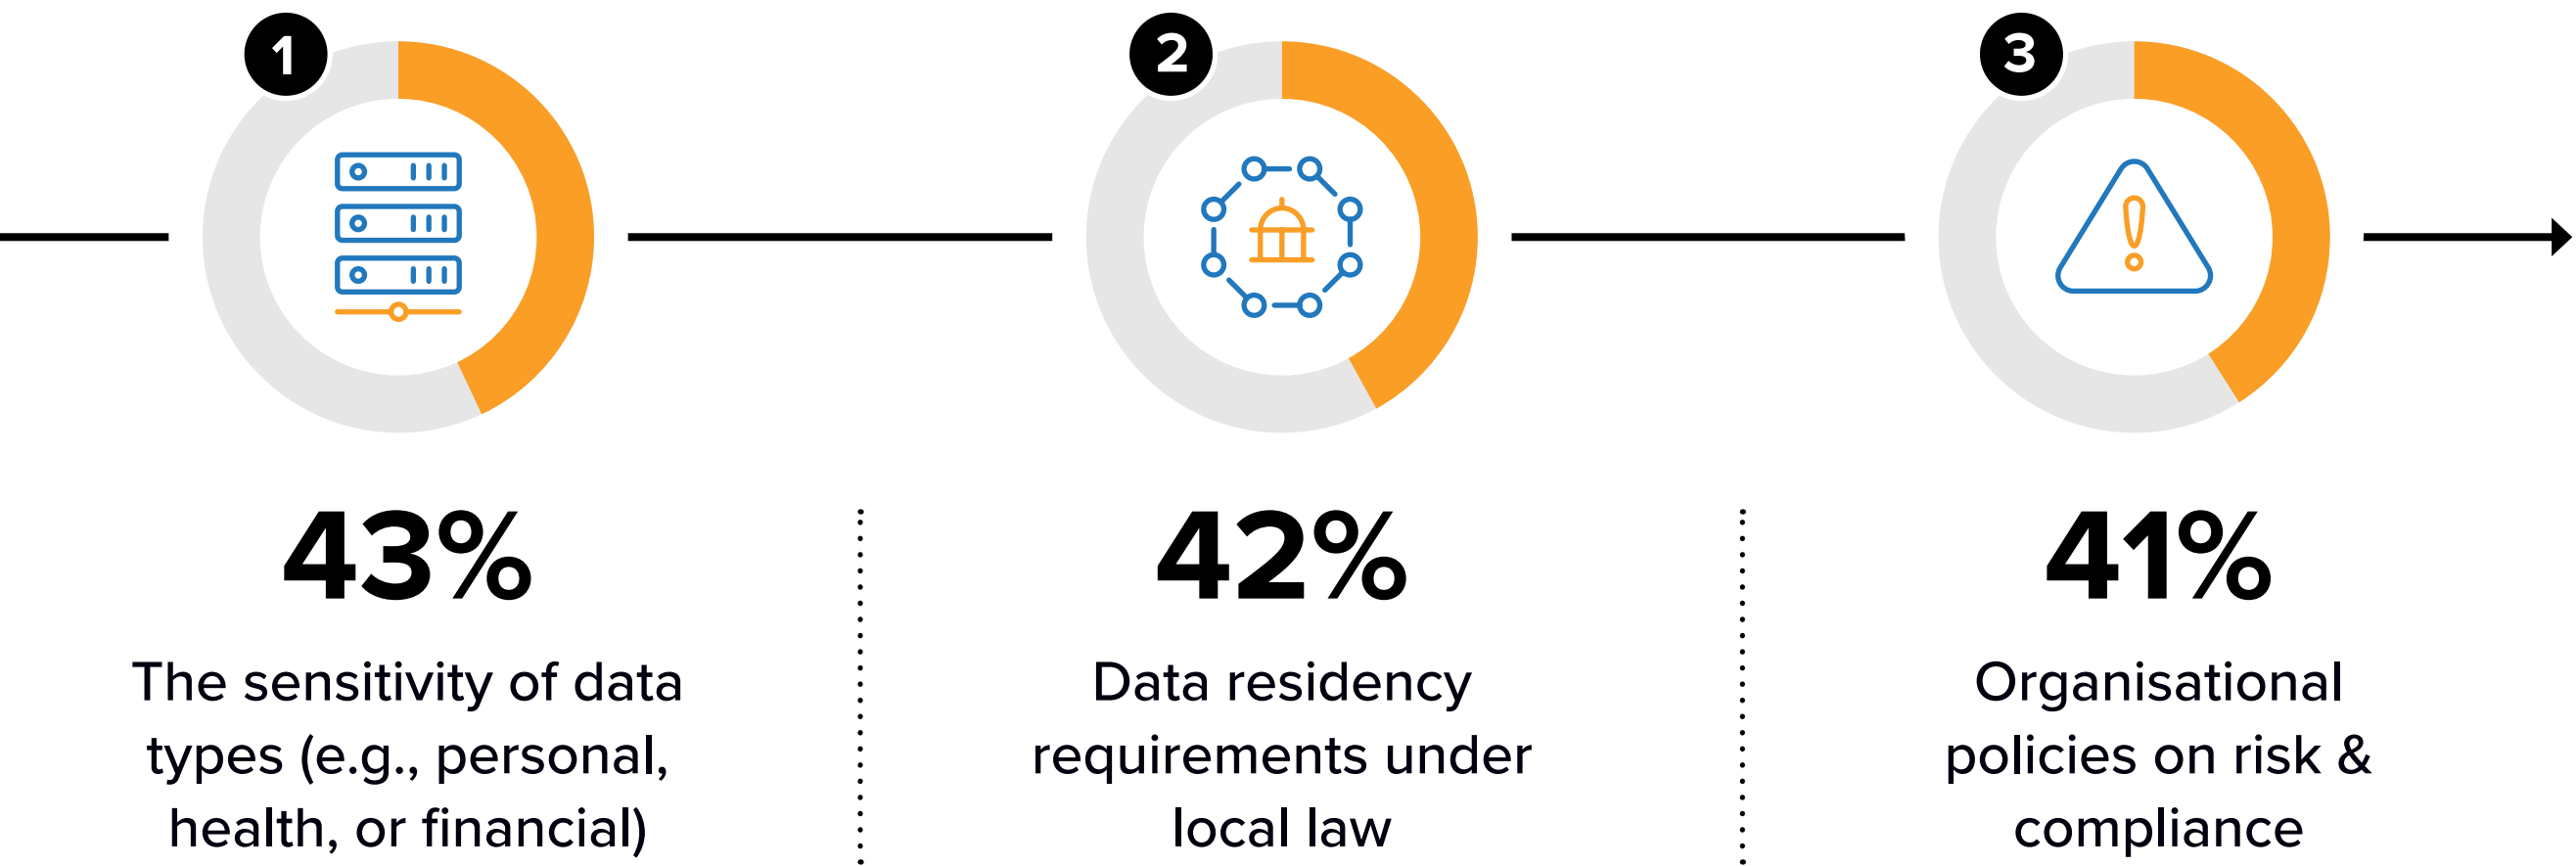 1
2
3
43%
The sensitivity of data
types (e.g., personal,
health, or financial)
42%
Data residency
requirements under
local law
41%
Organisational
policies on risk &
compliance